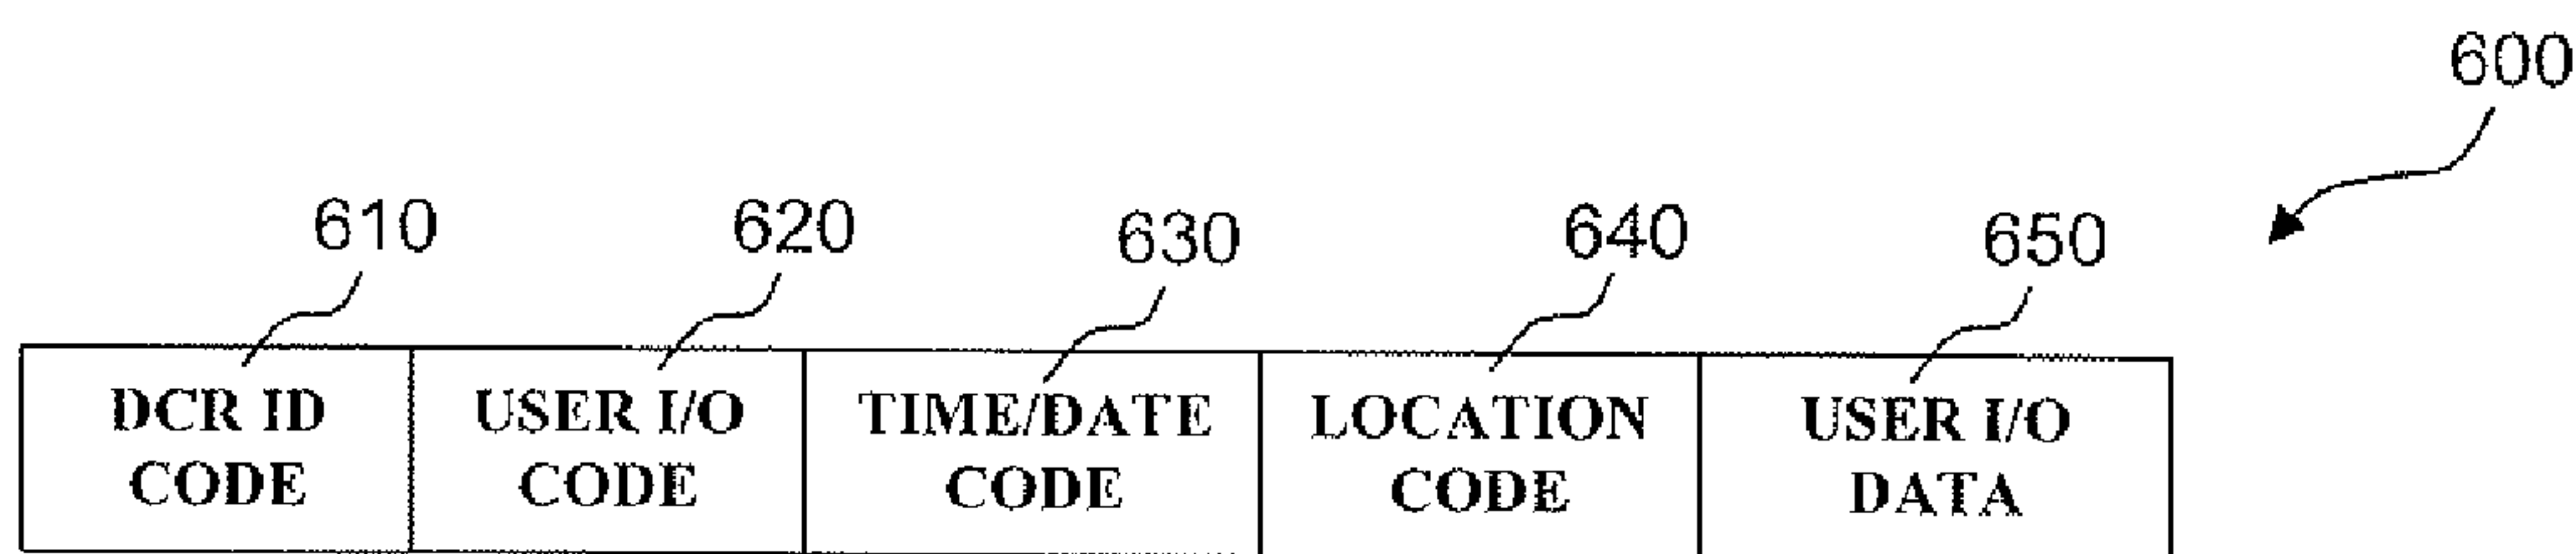 600
610 620 630 640 650
DCR ID CODE
USER I/O CODE
TIME/DATE CODE
LOCATION CODE
USER I/O DATA